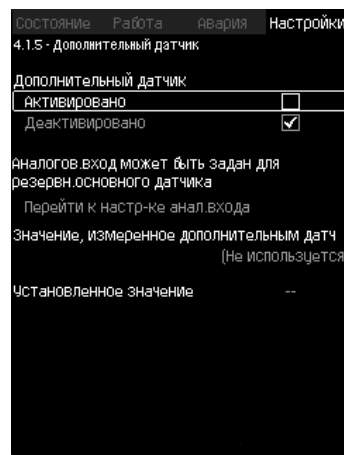 Состояние Работа Авария Настройки
4.1.5 - Дополнительный датчик
Дополнительный датчик
Активировано
Деактивировано
Аналогов.вход может быть задан для
резервн.основного датчика
Перейти к настр-ке анал.входа
Значение, измеренное дополнительным датч
(Не используется
Установленное значение --